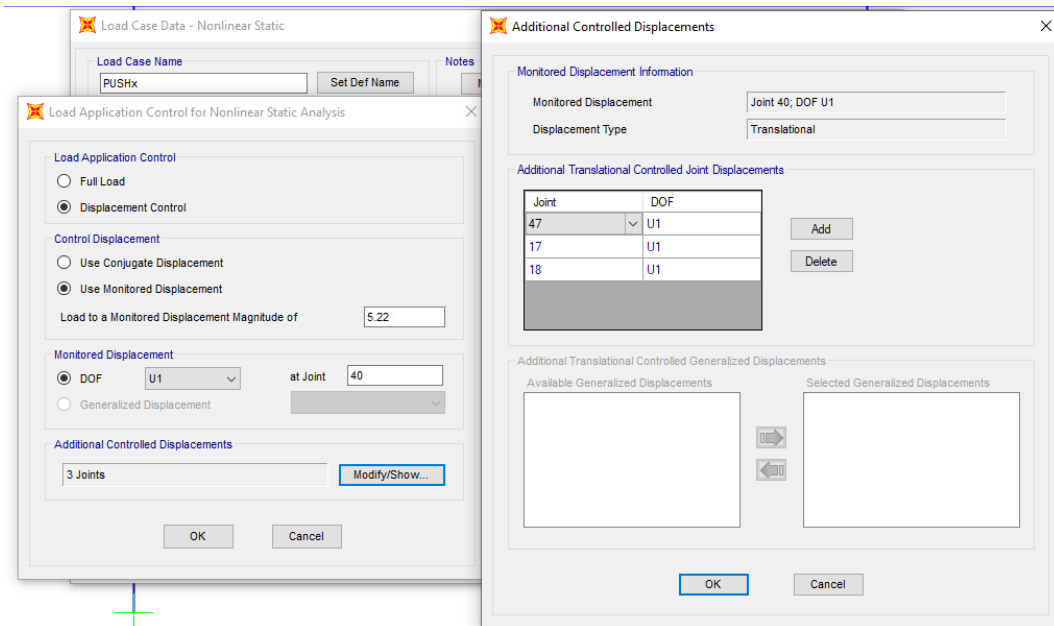 Load Case Data - Nonlinear Static
Load Case Name
Notes
PUSHx
Set Def Name
Load Application Control for Nonlinear Static Analysis
Load Application Control
Full Load
Displacement Control
Control Displacement
Use Conjugate Displacement
Use Monitored Displacement
Load to a Monitored Displacement Magnitude of
5.22
Monitored Displacement
DOF
U1
at Joint
40
Generalized Displacement
Additional Controlled Displacements
3 Joints
Modify/Show...
OK
Cancel
Additional Controlled Displacements
Monitored Displacement Information
Monitored Displacement
Joint 40; DOF U1
Displacement Type
Translational
Additional Translational Controlled Joint Displacements
Joint
DOF
47
U1
17
U1
18
U1
Add
Delete
Additional Translational Controlled Generalized Displacements
Available Generalized Displacements
Selected Generalized Displacements
OK
Cancel